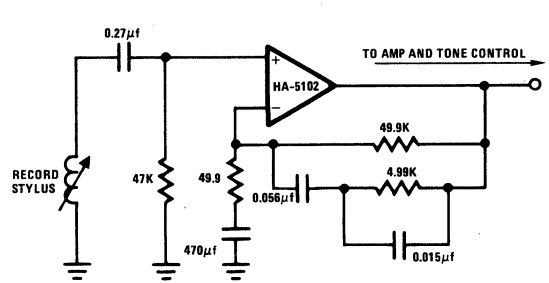 0.27µf
TO AMP AND TONE CONTROL
+
HA-5102
−
49.9K
RECORD
STYLUS
47K
49.9
4.99K
0.056µf
470µf
0.015µf